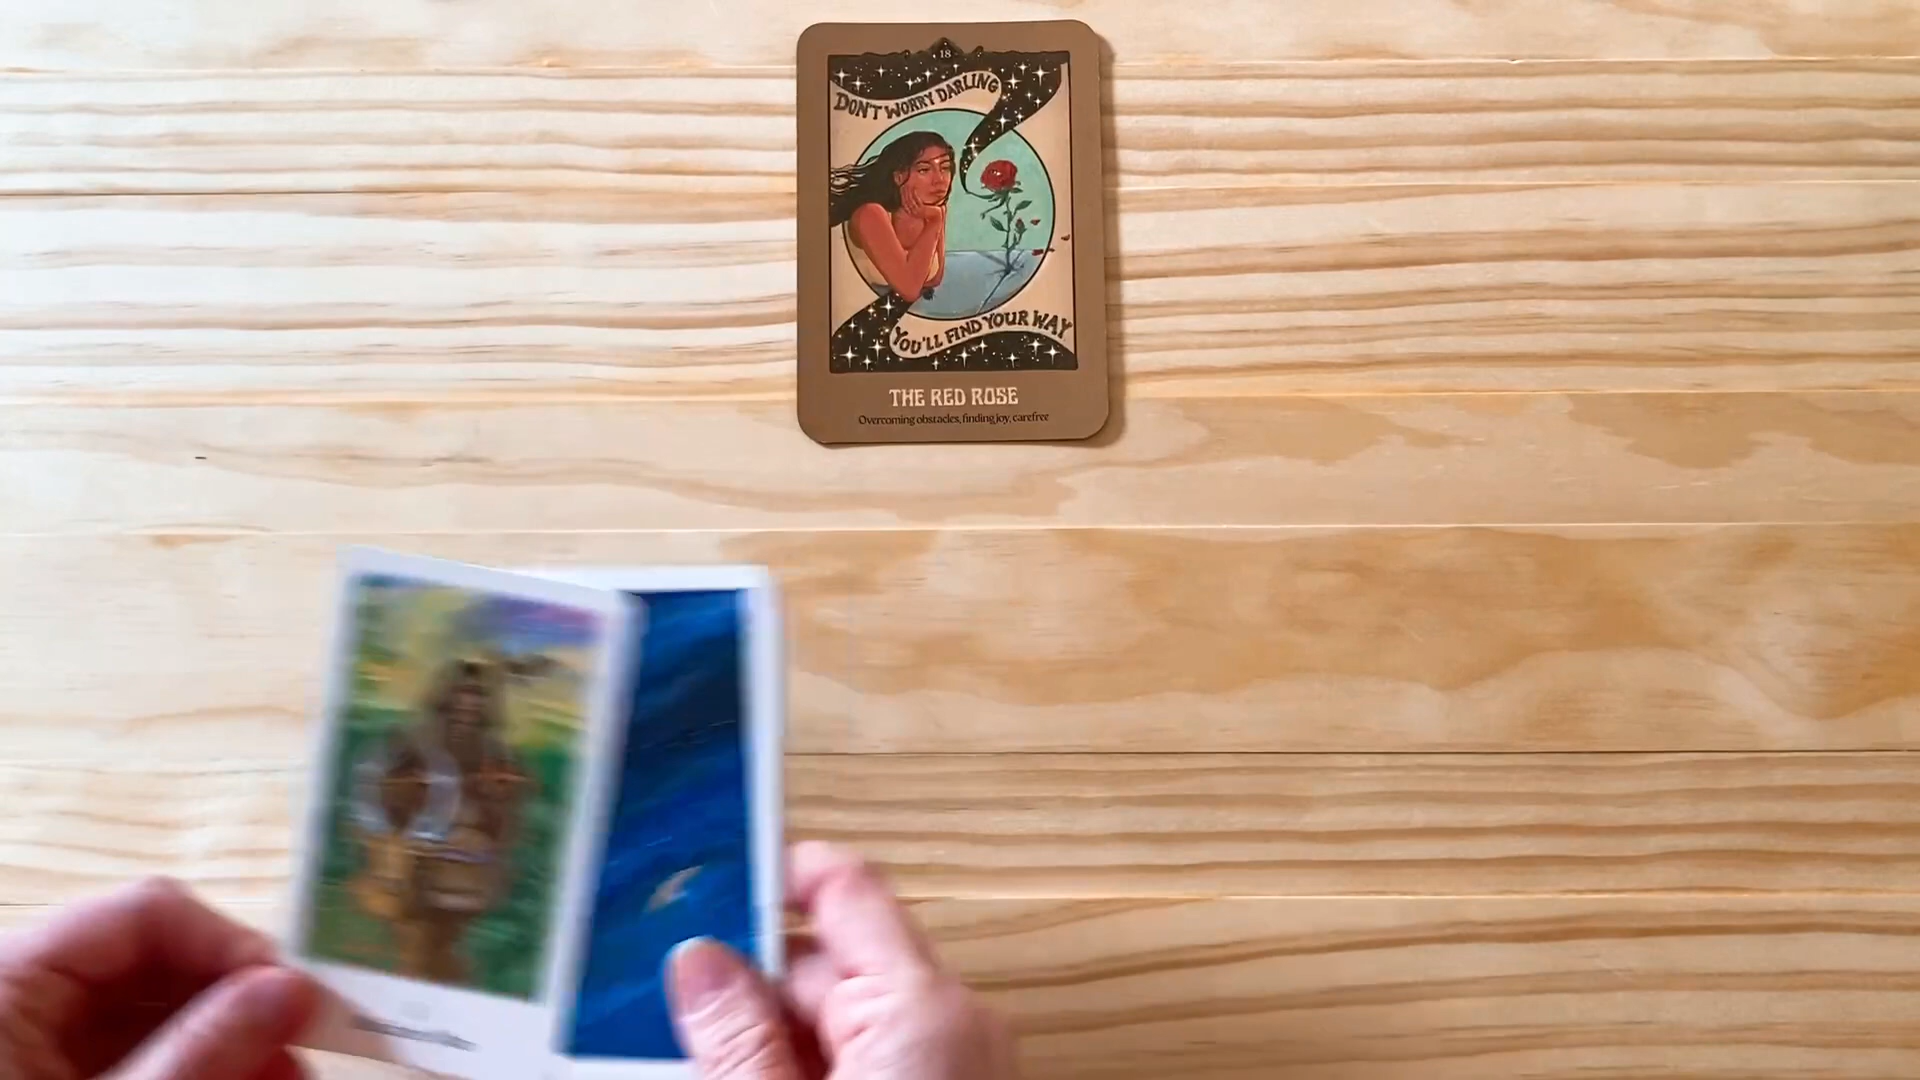 18
DON'T WORRY DARLING
YOU'LL FIND YOUR WAY
THE RED ROSE
Overcoming obstacles, finding joy, carefree